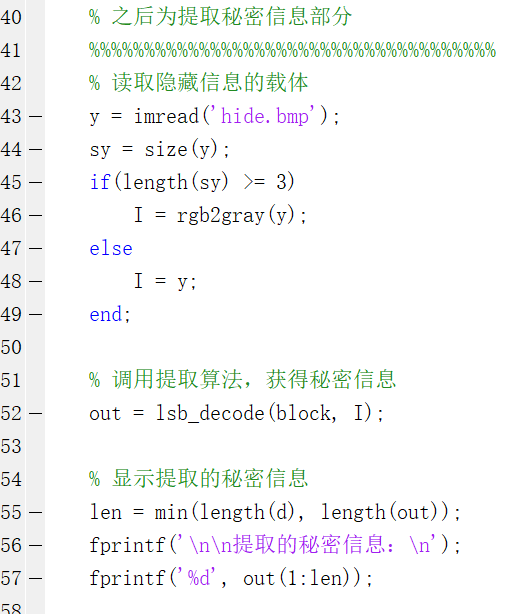 40 % 之后为提取秘密信息部分
41 %%%%%%%%%%%%%%%%%%%%%%%%%%%%%%%%%%%%%
42 % 读取隐藏信息的载体
43 — y = imread('hide.bmp');
44 — sy = size(y);
45 — if(length(sy) >= 3)
46 — I = rgb2gray(y);
47 — else
48 — I = y;
49 — end;
50
51 % 调用提取算法，获得秘密信息
52 — out = lsb_decode(block, I);
53
54 % 显示提取的秘密信息
55 — len = min(length(d), length(out));
56 — fprintf('\n\n提取的秘密信息：\n');
57 — fprintf('%d', out(1:len));
58